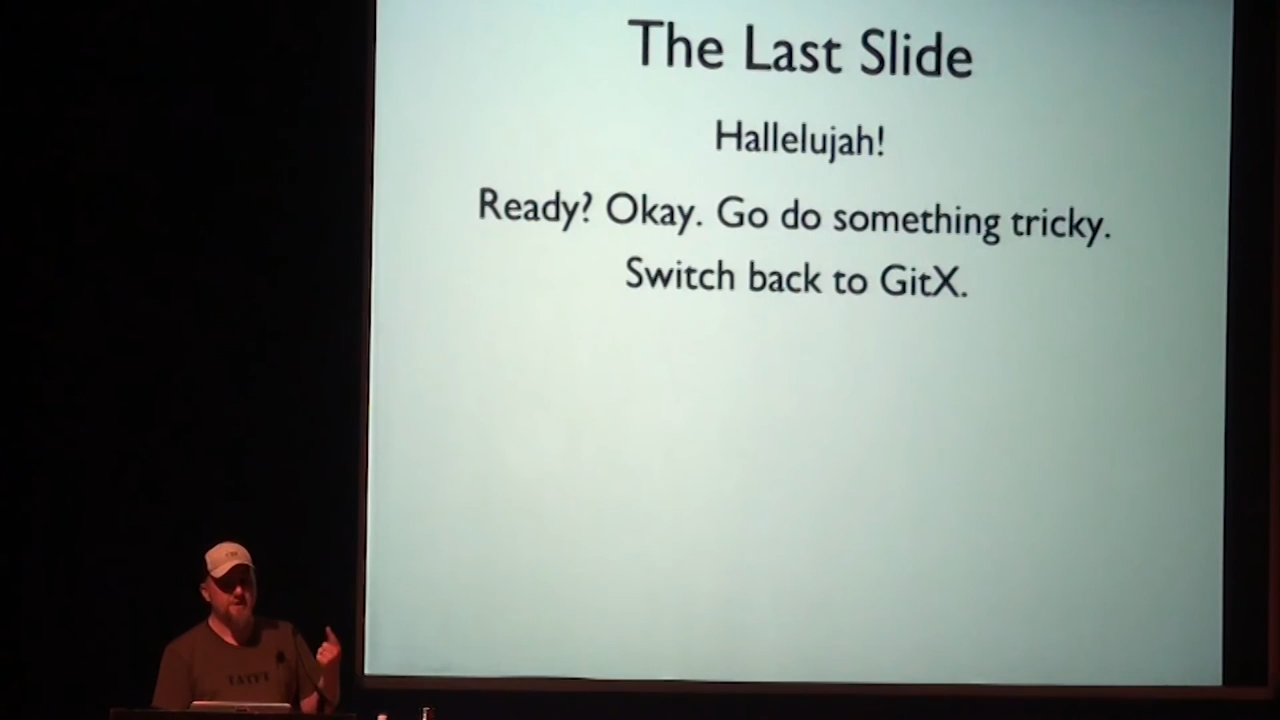 The Last Slide
Hallelujah!
Ready? Okay. Go do something tricky.
Switch back to GitX.